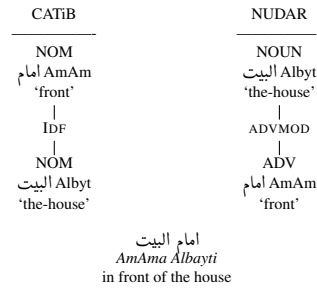 CATiB NUDAR
NOM NOUN
امام AmAm البيت Albyt
‘front’ ‘the-house’
IDF ADVMOD
NOM ADV
البيت Albyt امام AmAm
‘the-house’ ‘front’
امام البيت
AmAma Albayti
in front of the house